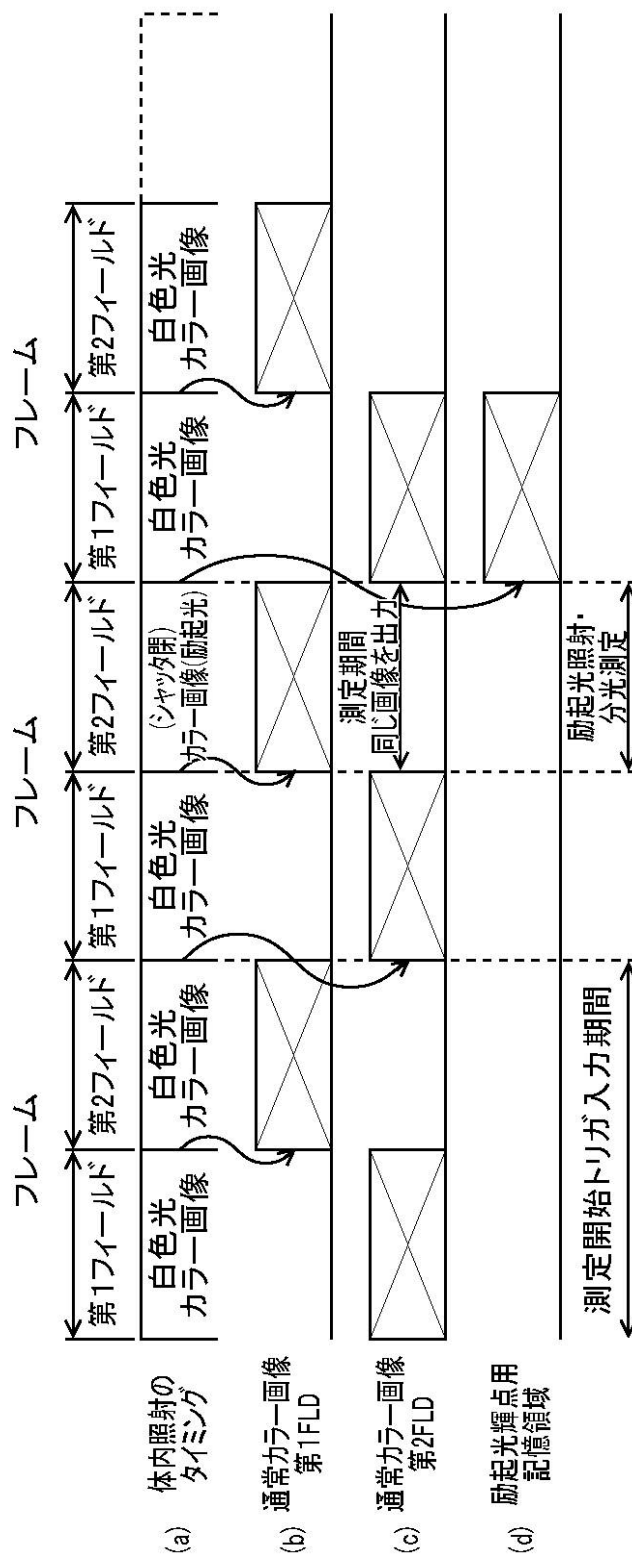 フレーム
フレーム
フレーム
第1フィールド
第2フィールド
第1フィールド
第2フィールド
第1フィールド
第2フィールド
(a)
体内照射の
タイミング
白色光
カラー画像
白色光
カラー画像
白色光
カラー画像
(シャッタ閉)
カラー画像(励起光)
白色光
カラー画像
白色光
カラー画像
(b)
通常カラー画像
第1FLD
(c)
通常カラー画像
第2FLD
測定期間
同じ画像を出力
(d)
励起光輝点用
記憶領域
測定開始トリガ入力期間
励起光照射・
分光測定